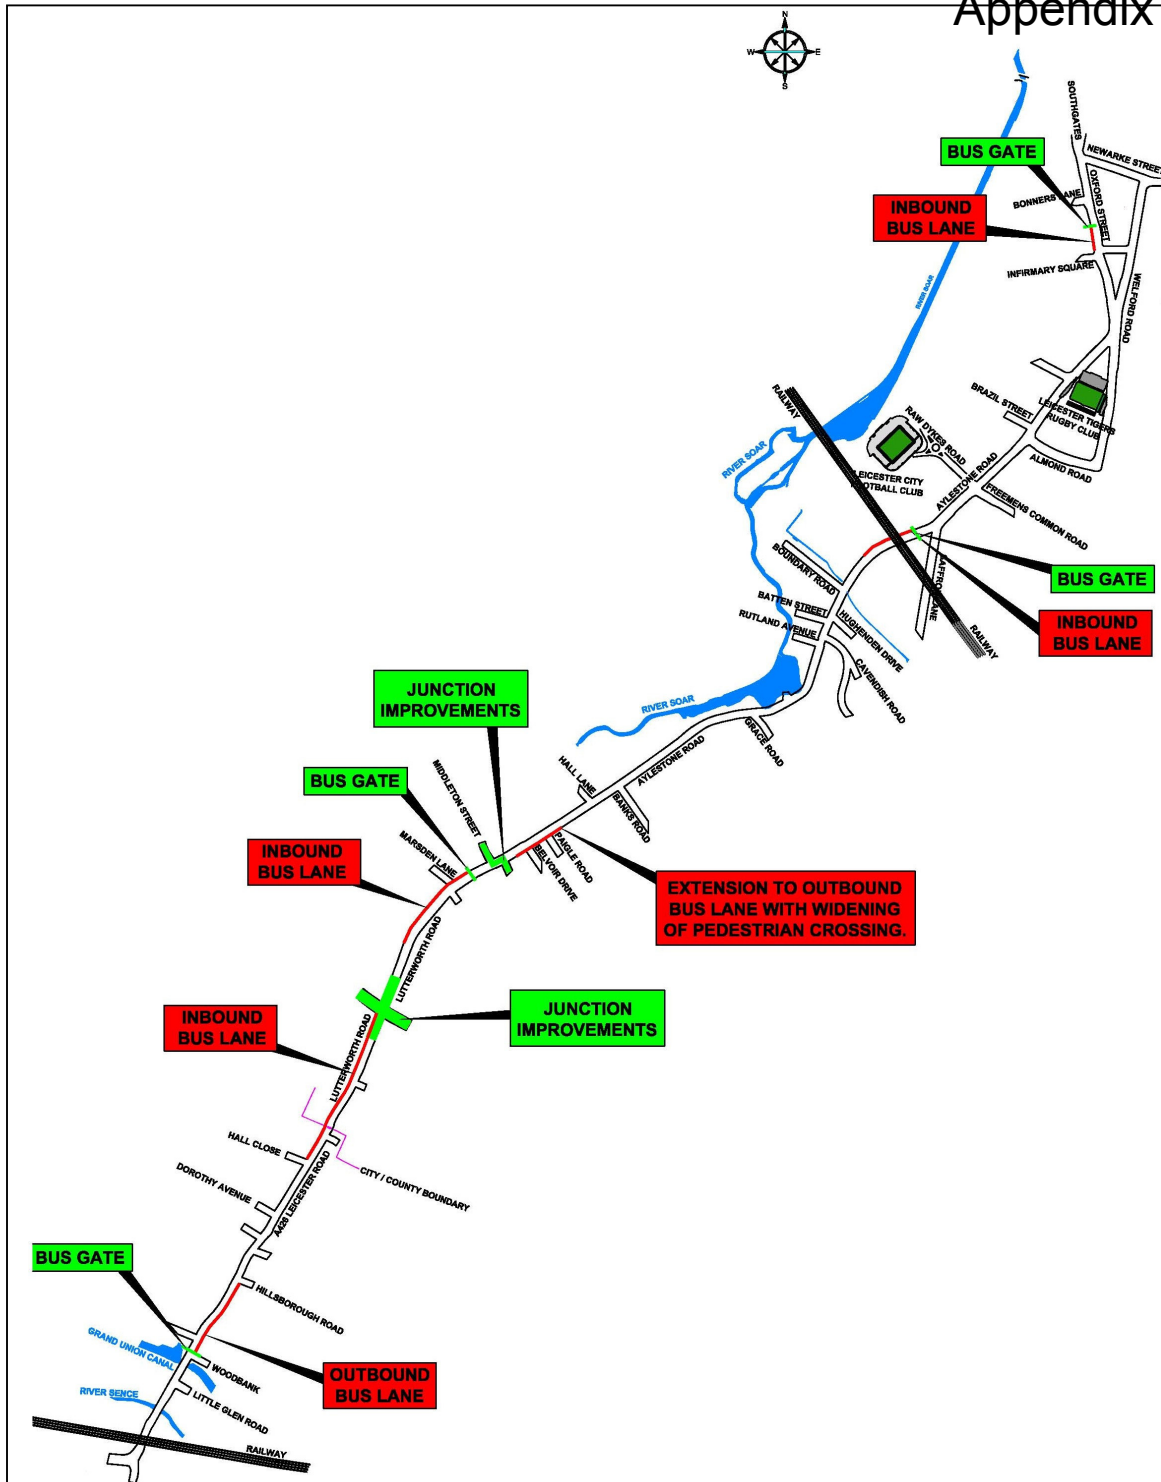 Appendix
N
W
E
S
SOUTHGATES
NEWARKE STREET
BUS GATE
OXFORD STREET
BONNERS LANE
INBOUND
BUS LANE
INFIRMARY SQUARE
WELFORD ROAD
RIVER SOAR
RAILWAY
BRAZIL STREET
LEICESTER TIGERS
RUGBY CLUB
RAW DYKES ROAD
ALMOND ROAD
AYLESTONE ROAD
LEICESTER CITY
FOOTBALL CLUB
RIVER SOAR
FREEMENS COMMON ROAD
BOUNDARY ROAD
SAFFRON LANE
BUS GATE
BATTEN STREET
HUGHENDEN DRIVE
RUTLAND AVENUE
INBOUND
BUS LANE
RAILWAY
CAVENDISH ROAD
JUNCTION
IMPROVEMENTS
RIVER SOAR
GRACE ROAD
AYLESTONE ROAD
HALL LANE
BANKS ROAD
MIDDLETON STREET
BUS GATE
PAIGLE ROAD
BELVOIR DRIVE
MARSDEN LANE
INBOUND
BUS LANE
EXTENSION TO OUTBOUND
BUS LANE WITH WIDENING
OF PEDESTRIAN CROSSING.
LUTTERWORTH ROAD
JUNCTION
IMPROVEMENTS
INBOUND
BUS LANE
LUTTERWORTH ROAD
HALL CLOSE
CITY / COUNTY BOUNDARY
DOROTHY AVENUE
A426 LEICESTER ROAD
BUS GATE
HILLSBOROUGH ROAD
GRAND UNION CANAL
WOODBANK
OUTBOUND
BUS LANE
RIVER SENCE
LITTLE GLEN ROAD
RAILWAY